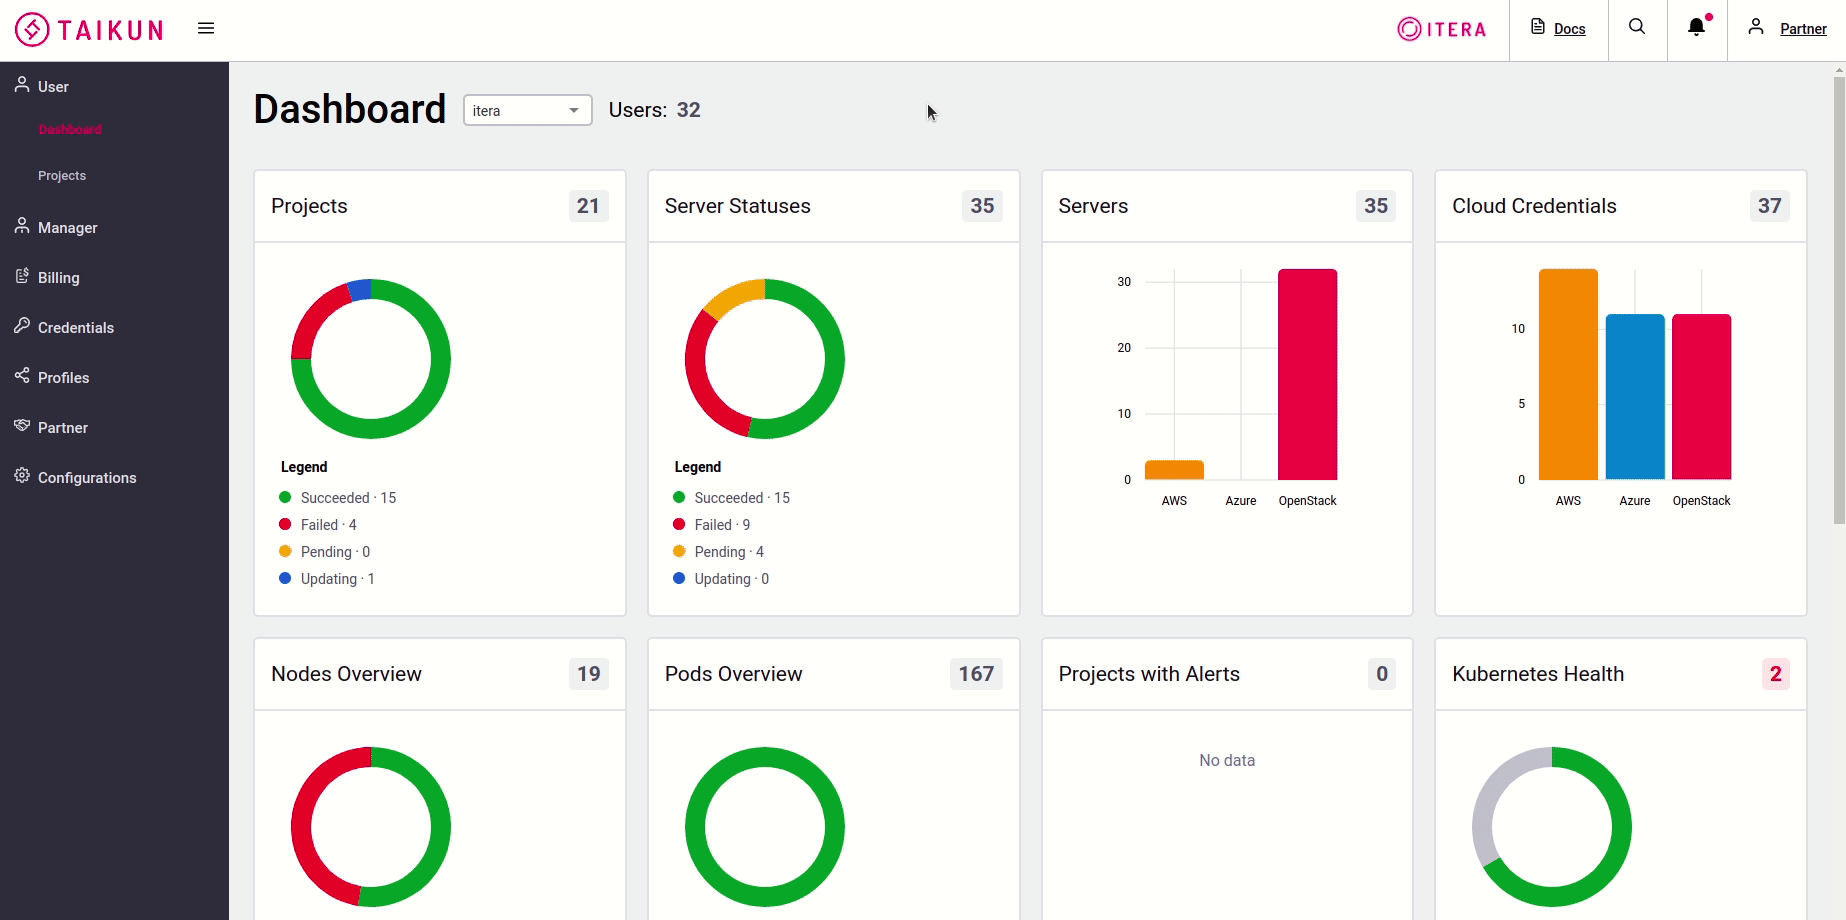 TAIKUN
ITERA
Docs
Partner
User
Dashboard
Projects
Manager
Billing
Credentials
Profiles
Partner
Configurations
Dashboard
itera
Users: 32
Projects 21
Legend
Succeeded · 15
Failed · 4
Pending · 0
Updating · 1
Server Statuses 35
Legend
Succeeded · 15
Failed · 9
Pending · 4
Updating · 0
Servers 35
30
20
10
0
AWS Azure OpenStack
Cloud Credentials 37
10
5
0
AWS Azure OpenStack
Nodes Overview 19
Pods Overview 167
Projects with Alerts 0
No data
Kubernetes Health 2